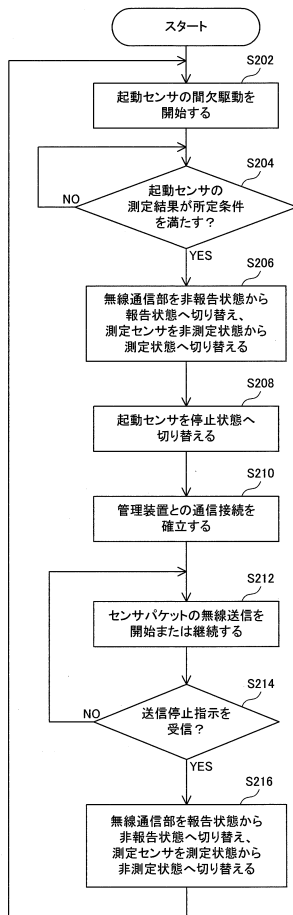 スタート
S202
起動センサの間欠駆動を
開始する
S204
起動センサの
測定結果が所定条件
を満たす？
NO
YES
S206
無線通信部を非報告状態から
報告状態へ切り替え、
測定センサを非測定状態から
測定状態へ切り替える
S208
起動センサを停止状態へ
切り替える
S210
管理装置との通信接続を
確立する
S212
センサパケットの無線送信を
開始または継続する
S214
送信停止指示を
受信？
NO
YES
S216
無線通信部を報告状態から
非報告状態へ切り替え、
測定センサを測定状態から
非測定状態へ切り替える